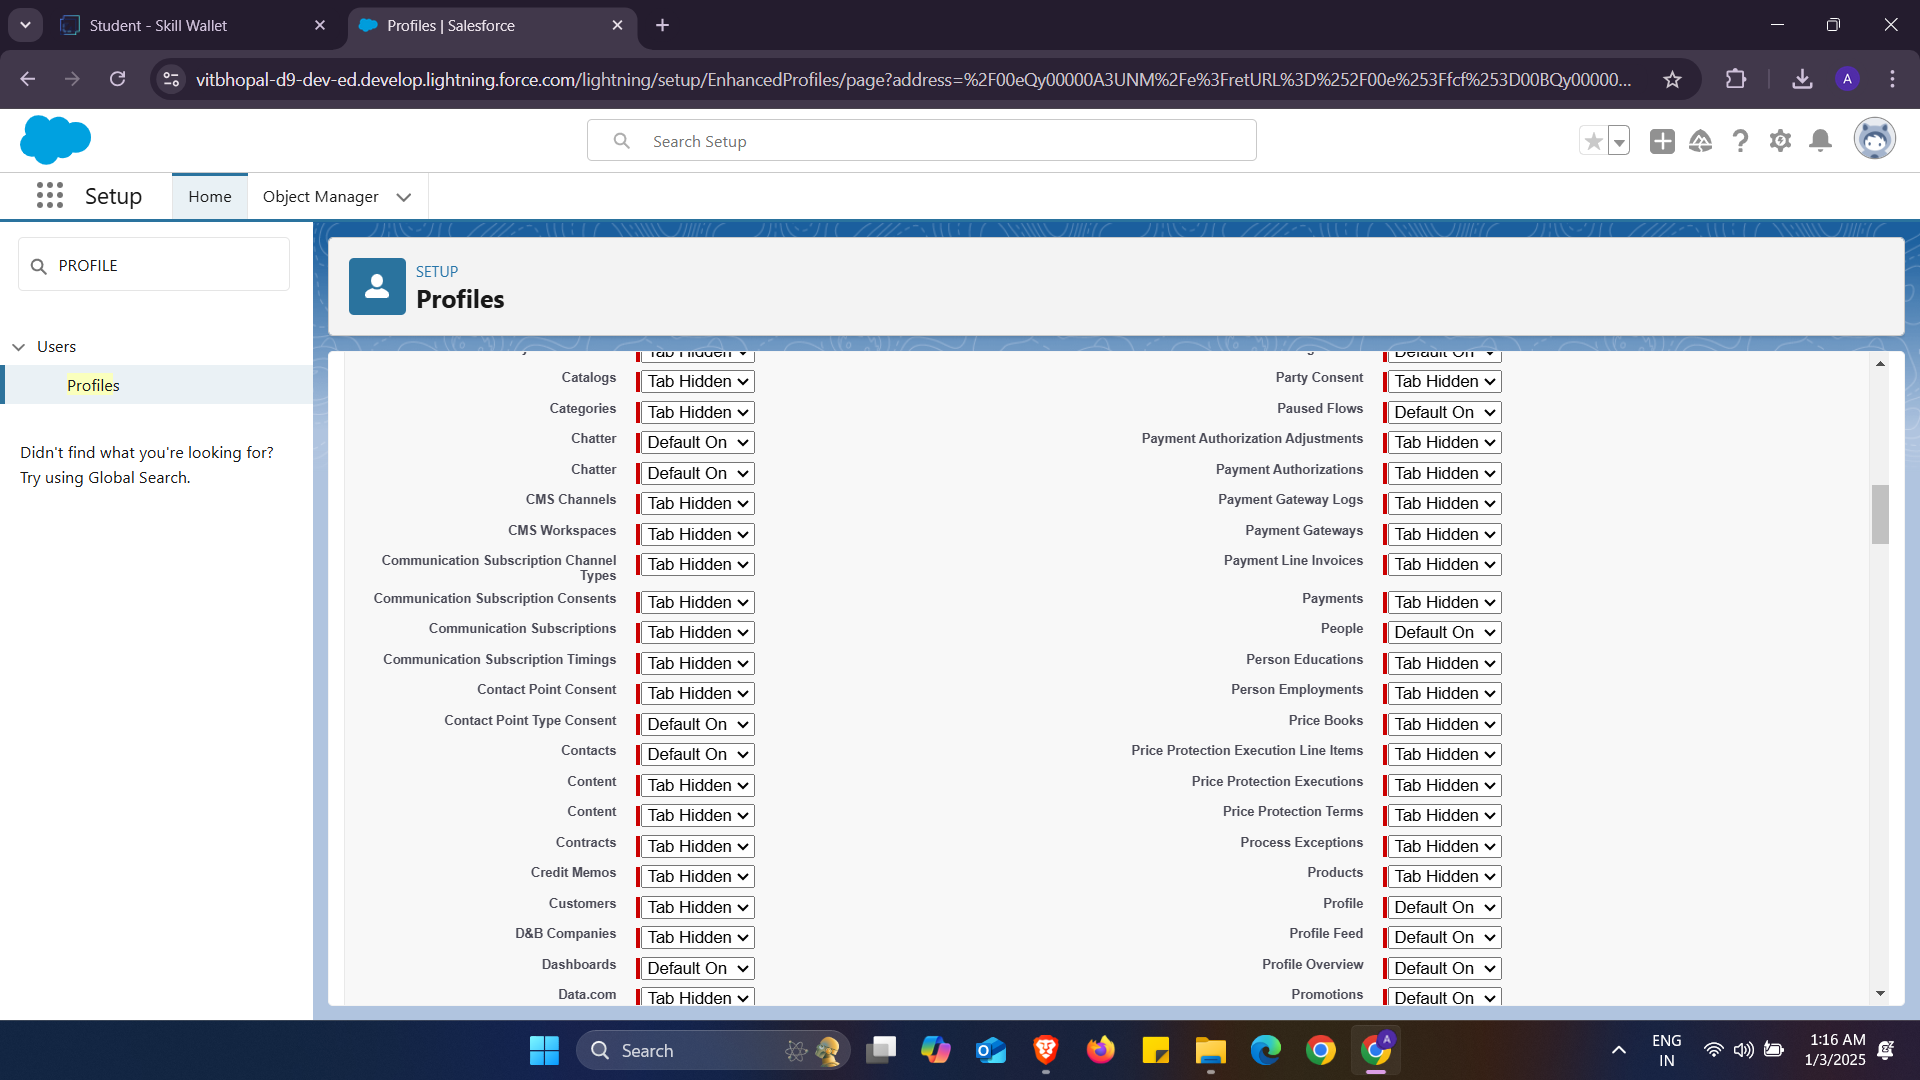 Student - Skill Wallet
Profiles | Salesforce
vitbhopal-d9-dev-ed.develop.lightning.force.com/lightning/setup/EnhancedProfiles/page?address=%2F00eQy00000A3UNM%2Fe%3FretURL%3D%252F00e%253Ffcf%253D00BQy00000...
A
Search Setup
Setup
Home
Object Manager
PROFILE
Users
Profiles
Didn't find what you're looking for?
Try using Global Search.
SETUP
Profiles
Tab Hidden
Default On
Catalogs Tab Hidden
Party Consent Tab Hidden
Categories Tab Hidden
Paused Flows Default On
Chatter Default On
Payment Authorization Adjustments Tab Hidden
Chatter Default On
Payment Authorizations Tab Hidden
CMS Channels Tab Hidden
Payment Gateway Logs Tab Hidden
CMS Workspaces Tab Hidden
Payment Gateways Tab Hidden
Communication Subscription Channel
Types
Tab Hidden
Payment Line Invoices Tab Hidden
Communication Subscription Consents Tab Hidden
Payments Tab Hidden
Communication Subscriptions Tab Hidden
People Default On
Communication Subscription Timings Tab Hidden
Person Educations Tab Hidden
Contact Point Consent Tab Hidden
Person Employments Tab Hidden
Contact Point Type Consent Default On
Price Books Tab Hidden
Contacts Default On
Price Protection Execution Line Items Tab Hidden
Content Tab Hidden
Price Protection Executions Tab Hidden
Content Tab Hidden
Price Protection Terms Tab Hidden
Contracts Tab Hidden
Process Exceptions Tab Hidden
Credit Memos Tab Hidden
Products Tab Hidden
Customers Tab Hidden
Profile Default On
D&B Companies Tab Hidden
Profile Feed Default On
Dashboards Default On
Profile Overview Default On
Data.com Tab Hidden
Promotions Default On
Search
A
ENG
IN
1:16 AM
1/3/2025